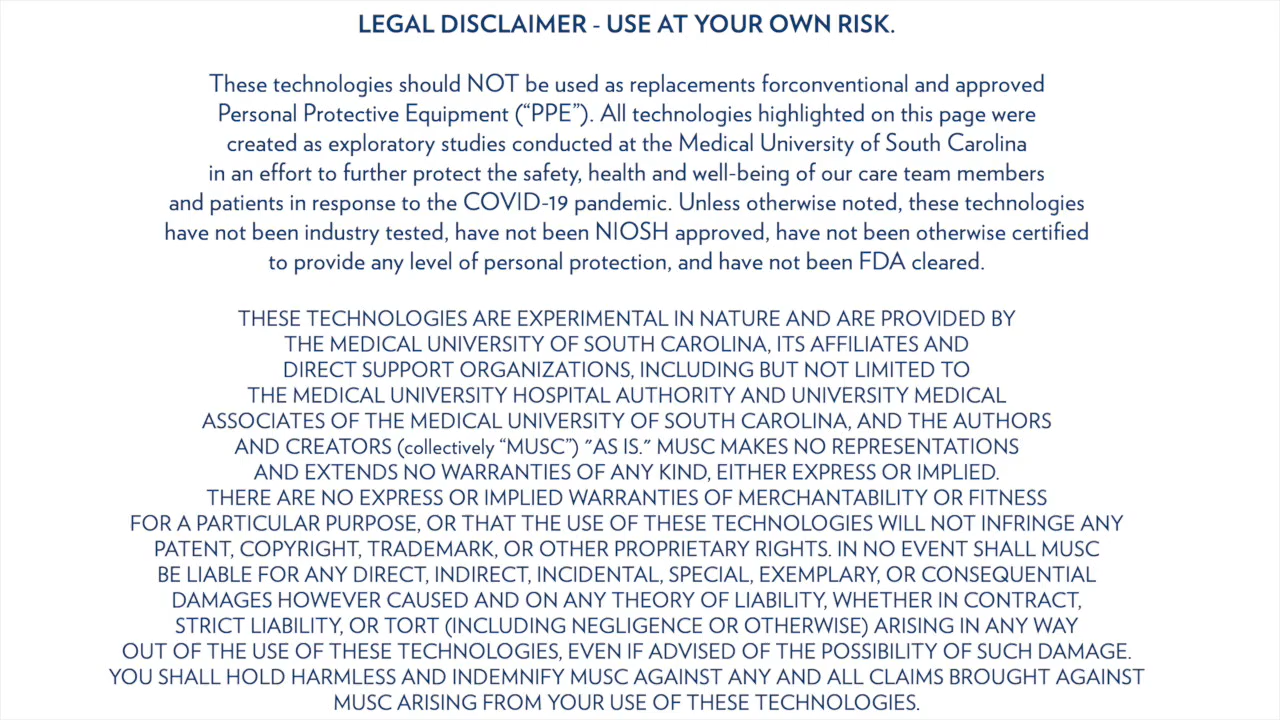 LEGAL DISCLAIMER - USE AT YOUR OWN RISK.
These technologies should NOT be used as replacements forconventional and approved
Personal Protective Equipment (“PPE”). All technologies highlighted on this page were
created as exploratory studies conducted at the Medical University of South Carolina
in an effort to further protect the safety, health and well-being of our care team members
and patients in response to the COVID-19 pandemic. Unless otherwise noted, these technologies
have not been industry tested, have not been NIOSH approved, have not been otherwise certified
to provide any level of personal protection, and have not been FDA cleared.
THESE TECHNOLOGIES ARE EXPERIMENTAL IN NATURE AND ARE PROVIDED BY
THE MEDICAL UNIVERSITY OF SOUTH CAROLINA, ITS AFFILIATES AND
DIRECT SUPPORT ORGANIZATIONS, INCLUDING BUT NOT LIMITED TO
THE MEDICAL UNIVERSITY HOSPITAL AUTHORITY AND UNIVERSITY MEDICAL
ASSOCIATES OF THE MEDICAL UNIVERSITY OF SOUTH CAROLINA, AND THE AUTHORS
AND CREATORS (collectively “MUSC”) "AS IS." MUSC MAKES NO REPRESENTATIONS
AND EXTENDS NO WARRANTIES OF ANY KIND, EITHER EXPRESS OR IMPLIED.
THERE ARE NO EXPRESS OR IMPLIED WARRANTIES OF MERCHANTABILITY OR FITNESS
FOR A PARTICULAR PURPOSE, OR THAT THE USE OF THESE TECHNOLOGIES WILL NOT INFRINGE ANY
PATENT, COPYRIGHT, TRADEMARK, OR OTHER PROPRIETARY RIGHTS. IN NO EVENT SHALL MUSC
BE LIABLE FOR ANY DIRECT, INDIRECT, INCIDENTAL, SPECIAL, EXEMPLARY, OR CONSEQUENTIAL
DAMAGES HOWEVER CAUSED AND ON ANY THEORY OF LIABILITY, WHETHER IN CONTRACT,
STRICT LIABILITY, OR TORT (INCLUDING NEGLIGENCE OR OTHERWISE) ARISING IN ANY WAY
OUT OF THE USE OF THESE TECHNOLOGIES, EVEN IF ADVISED OF THE POSSIBILITY OF SUCH DAMAGE.
YOU SHALL HOLD HARMLESS AND INDEMNIFY MUSC AGAINST ANY AND ALL CLAIMS BROUGHT AGAINST
MUSC ARISING FROM YOUR USE OF THESE TECHNOLOGIES.